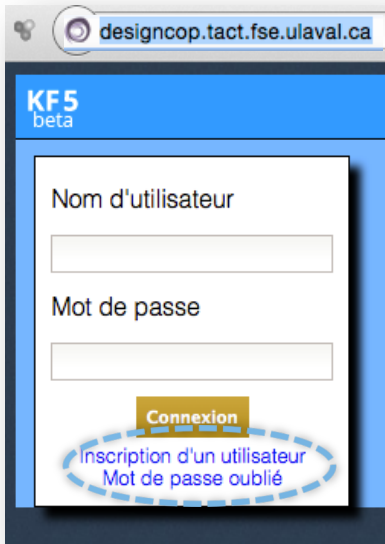 designcop.tact.fse.ulaval.ca
KF5
beta
Nom d'utilisateur
Mot de passe
Connexion
Inscription d'un utilisateur
Mot de passe oublié